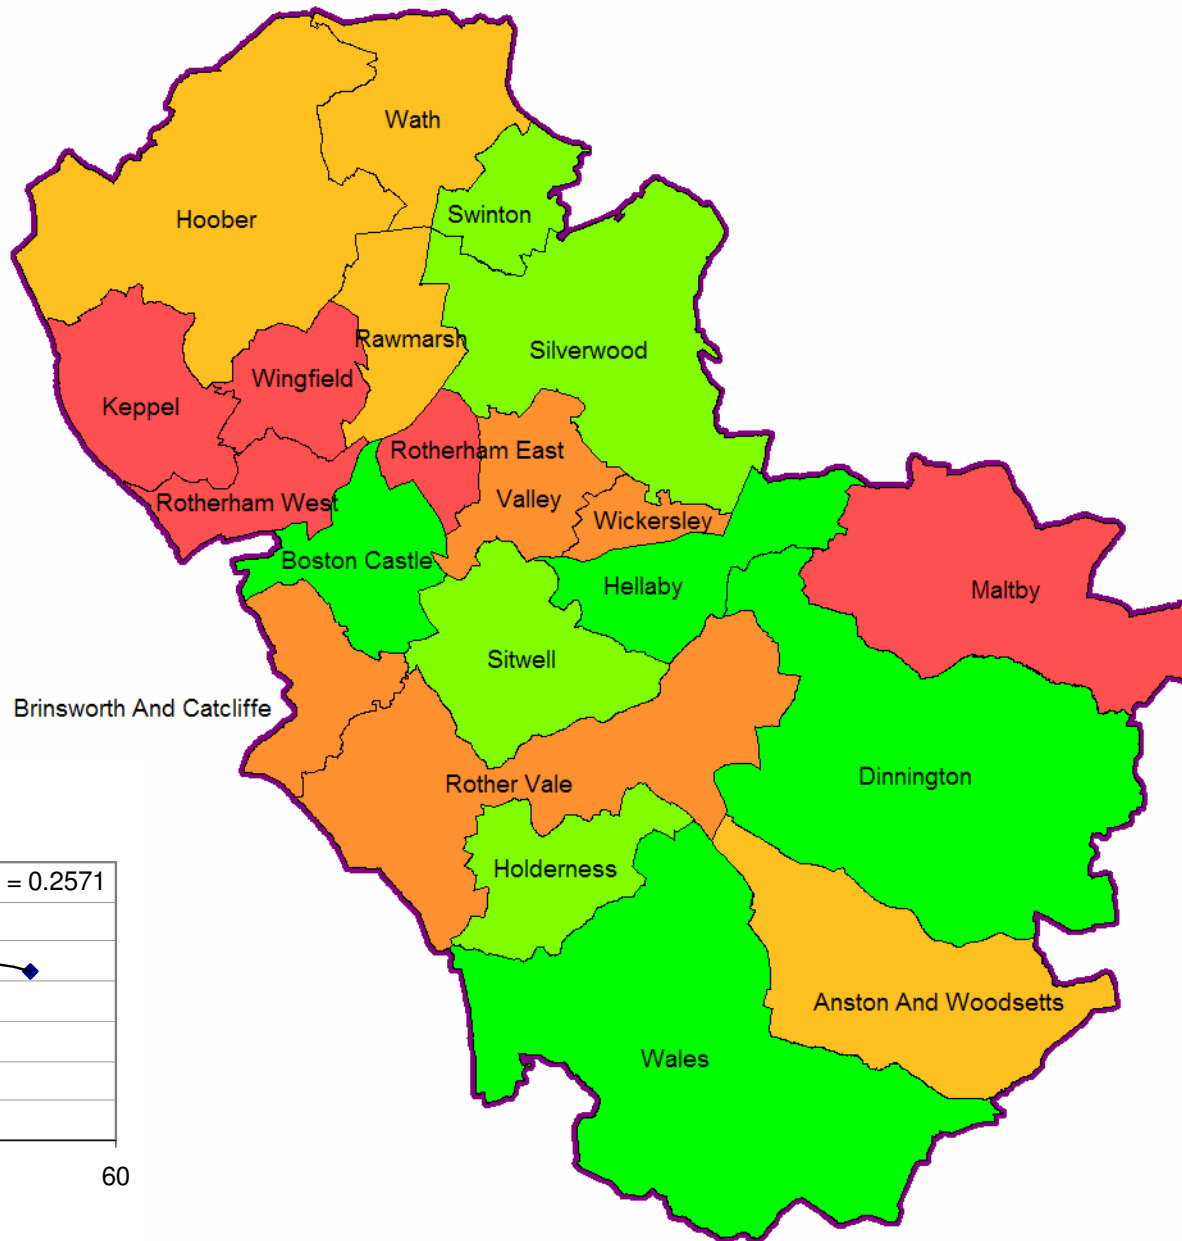 Wath
Swinton
Hoober
Rawmarsh
Silverwood
Wingfield
Keppel
Rotherham East
Valley
Rotherham West
Wickersley
Boston Castle
Hellaby
Maltby
Sitwell
Brinsworth And Catcliffe
Rother Vale
Dinnington
Holderness
= 0.2571
Anston And Woodsetts
Wales
60